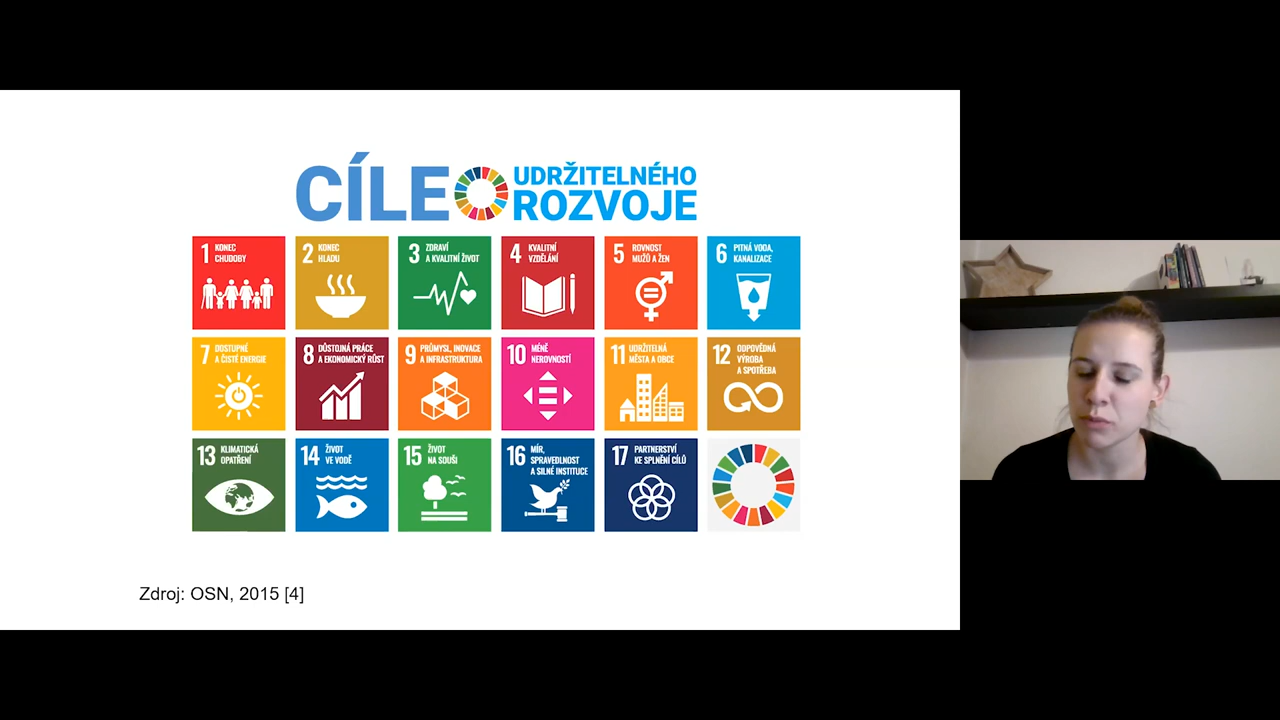 CÍLE UDRŽITELNÉHO
ROZVOJE
1 KONEC
CHUDOBY
2 KONEC
HLADU
3 ZDRAVÍ
A KVALITNÍ ŽIVOT
4 KVALITNÍ
VZDĚLÁNÍ
5 ROVNOST
MUŽŮ A ŽEN
6 PITNÁ VODA,
KANALIZACE
7 DOSTUPNÉ
A ČISTÉ ENERGIE
8 DŮSTOJNÁ PRÁCE
A EKONOMICKÝ RŮST
9 PRŮMYSL, INOVACE
A INFRASTRUKTURA
10 MÉNĚ
NEROVNOSTÍ
11 UDRŽITELNÁ
MĚSTA A OBCE
12 ODPOVĚDNÁ
VÝROBA
A SPOTŘEBA
13 KLIMATICKÁ
OPATŘENÍ
14 ŽIVOT
VE VODĚ
15 ŽIVOT
NA SOUŠI
16 MÍR,
SPRAVEDLNOST
A SILNÉ INSTITUCE
17 PARTNERSTVÍ
KE SPLNĚNÍ CÍLŮ
Zdroj: OSN, 2015 [4]